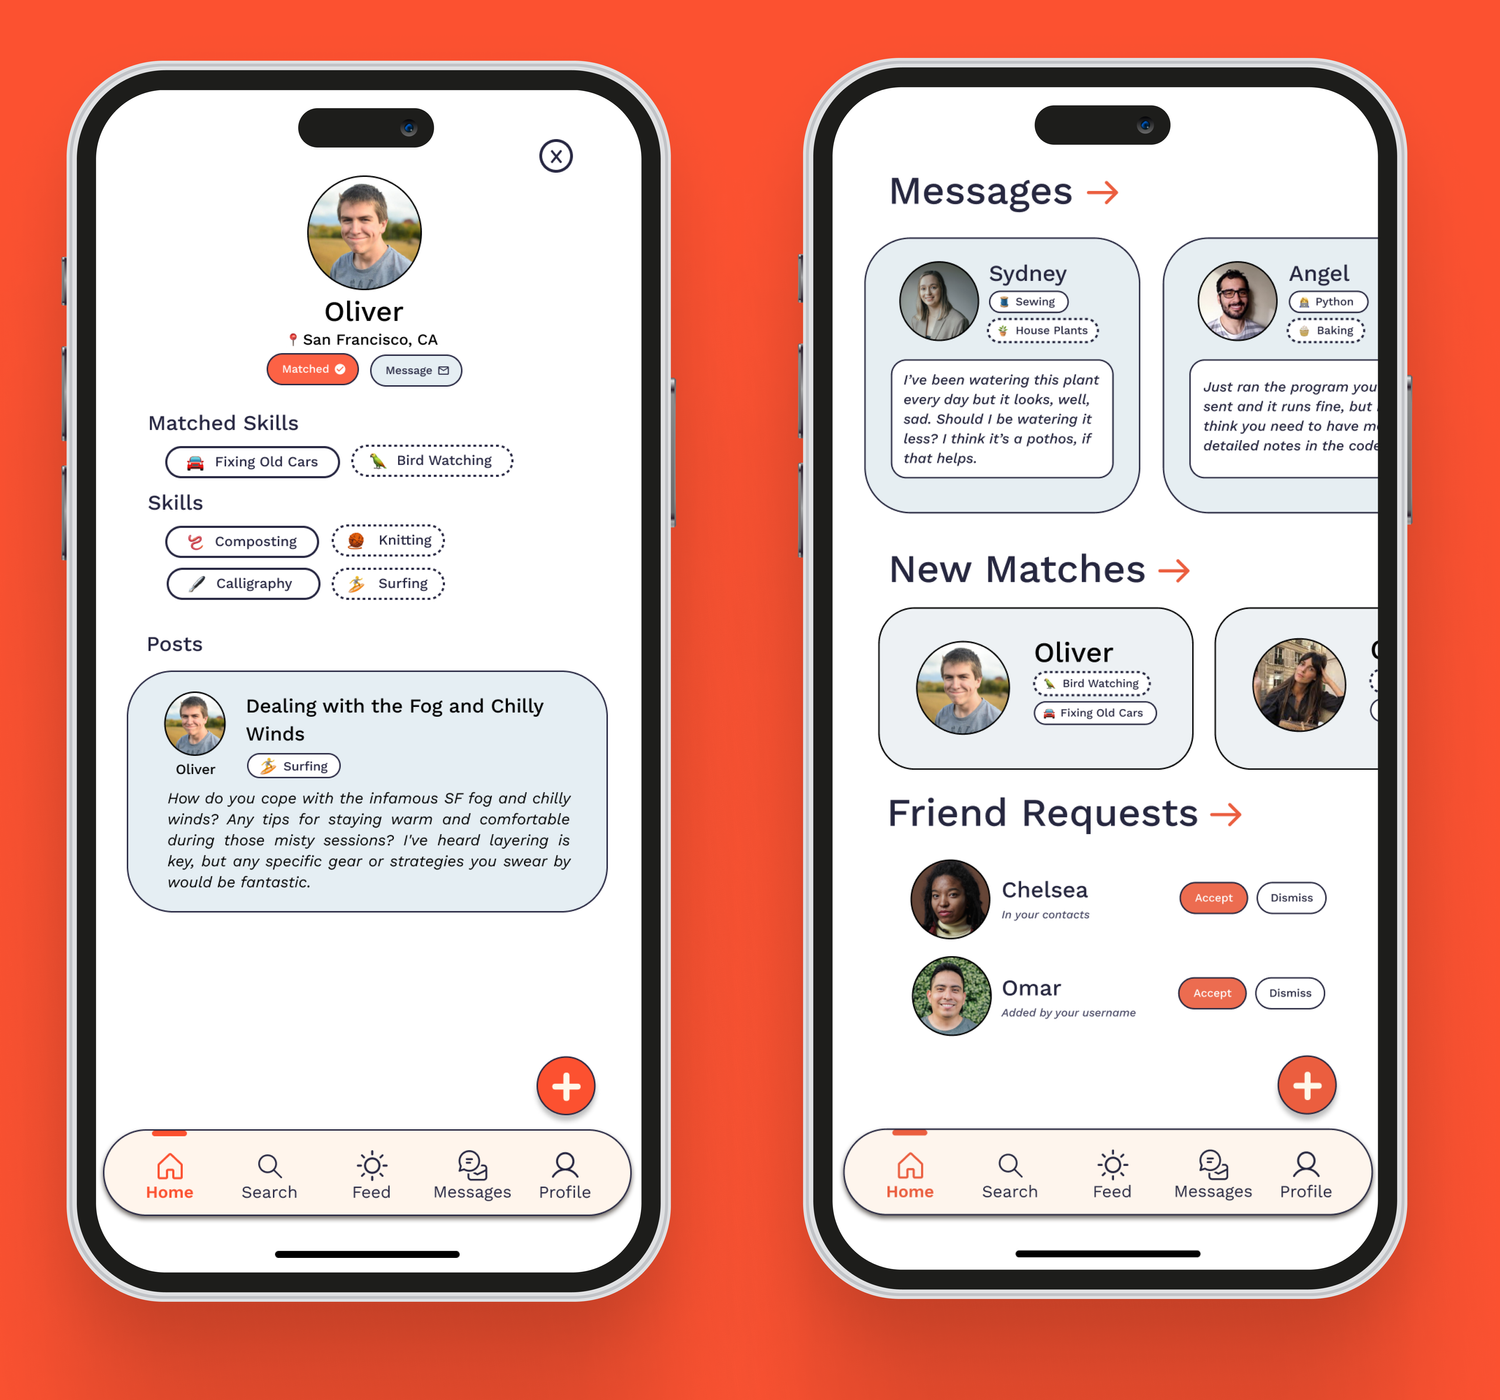 X
Oliver
San Francisco, CA
Matched
Message
Matched Skills
Fixing Old Cars
Bird Watching
Skills
Composting
Knitting
Calligraphy
Surfing
Posts
Dealing with the Fog and Chilly
Winds
Oliver
Surfing
How do you cope with the infamous SF fog and chilly
winds? Any tips for staying warm and comfortable
during those misty sessions? I've heard layering is
key, but any specific gear or strategies you swear by
would be fantastic.
Home
Search
Feed
Messages
Profile
Messages
Sydney
Sewing
House Plants
I've been watering this plant
every day but it looks, well,
sad. Should I be watering it
less? I think it's a pothos, if
that helps.
Angel
Python
Baking
Just ran the program you
sent and it runs fine, but
think you need to have
detailed notes in the code
New Matches
Oliver
Bird Watching
Fixing Old Cars
Friend Requests
Chelsea
In your contacts
Accept
Dismiss
Omar
Added by your username
Accept
Dismiss
Home
Search
Feed
Messages
Profile